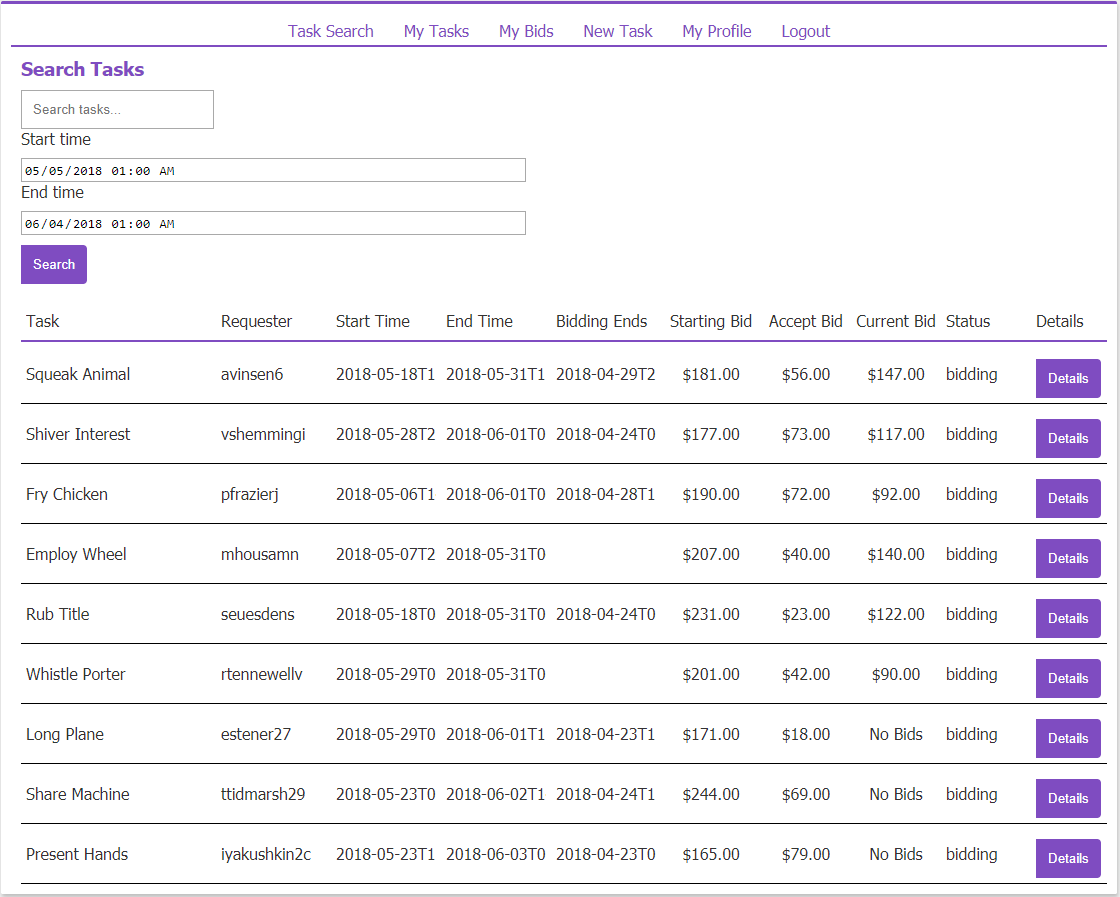 Task Search My Tasks My Bids New Task My Profile Logout
Search Tasks
Search tasks...
Start time
05/05/2018 01:00 AM
End time
06/04/2018 01:00 AM
Search
Task Requester Start Time End Time Bidding Ends Starting Bid Accept Bid Current Bid Status Details
Squeak Animal avinsen6 2018-05-18T1 2018-05-31T1 2018-04-29T2 $181.00 $56.00 $147.00 bidding Details
Shiver Interest vshemmingi 2018-05-28T2 2018-06-01T0 2018-04-24T0 $177.00 $73.00 $117.00 bidding Details
Fry Chicken pfrazierj 2018-05-06T1 2018-06-01T0 2018-04-28T1 $190.00 $72.00 $92.00 bidding Details
Employ Wheel mhousamn 2018-05-07T2 2018-05-31T0 $207.00 $40.00 $140.00 bidding Details
Rub Title seuesdens 2018-05-18T0 2018-05-31T0 2018-04-24T0 $231.00 $23.00 $122.00 bidding Details
Whistle Porter rtennewellv 2018-05-29T0 2018-05-31T0 $201.00 $42.00 $90.00 bidding Details
Long Plane estener27 2018-05-29T0 2018-06-01T1 2018-04-23T1 $171.00 $18.00 No Bids bidding Details
Share Machine ttidmarsh29 2018-05-23T0 2018-06-02T1 2018-04-24T1 $244.00 $69.00 No Bids bidding Details
Present Hands iyakushkin2c 2018-05-23T1 2018-06-03T0 2018-04-23T0 $165.00 $79.00 No Bids bidding Details